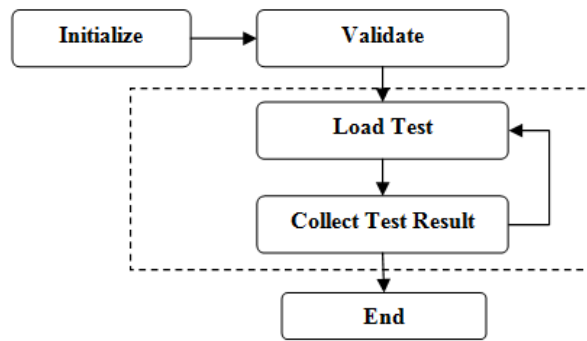 Initialize
Validate
Load Test
Collect Test Result
End